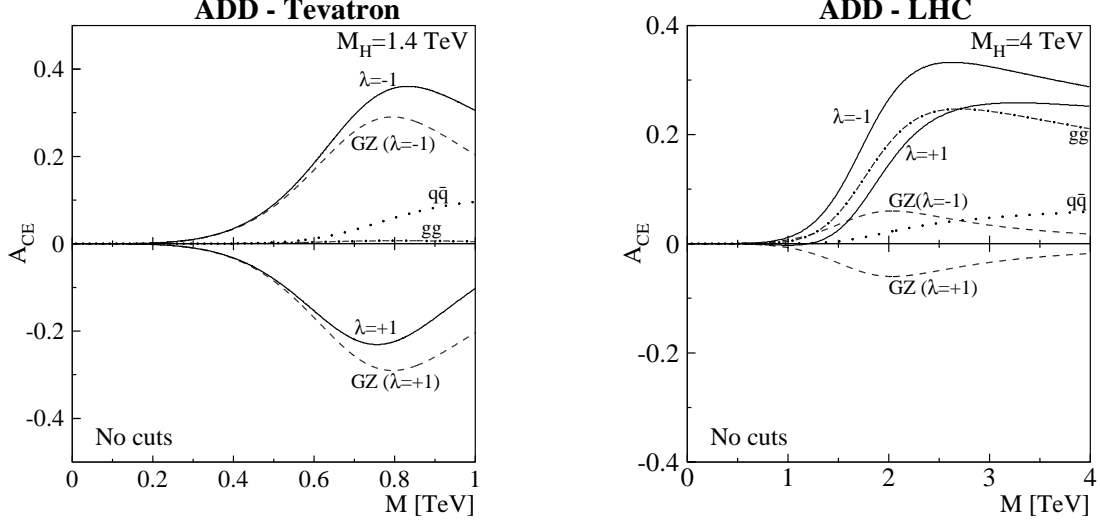 ADD - Tevatron
M_H=1.4 TeV
0.4
λ=-1
GZ (λ=-1)
0.2
qq̄
gg
0
A_CE
λ=+1
-0.2
GZ (λ=+1)
-0.4
No cuts
0 0.2 0.4 0.6 0.8 1
M [TeV]
ADD - LHC
0.4
M_H=4 TeV
λ=-1
gg
0.2
λ=+1
GZ(λ=-1)
qq̄
0
A_CE
GZ (λ=+1)
-0.2
No cuts
-0.4
0 1 2 3 4
M [TeV]